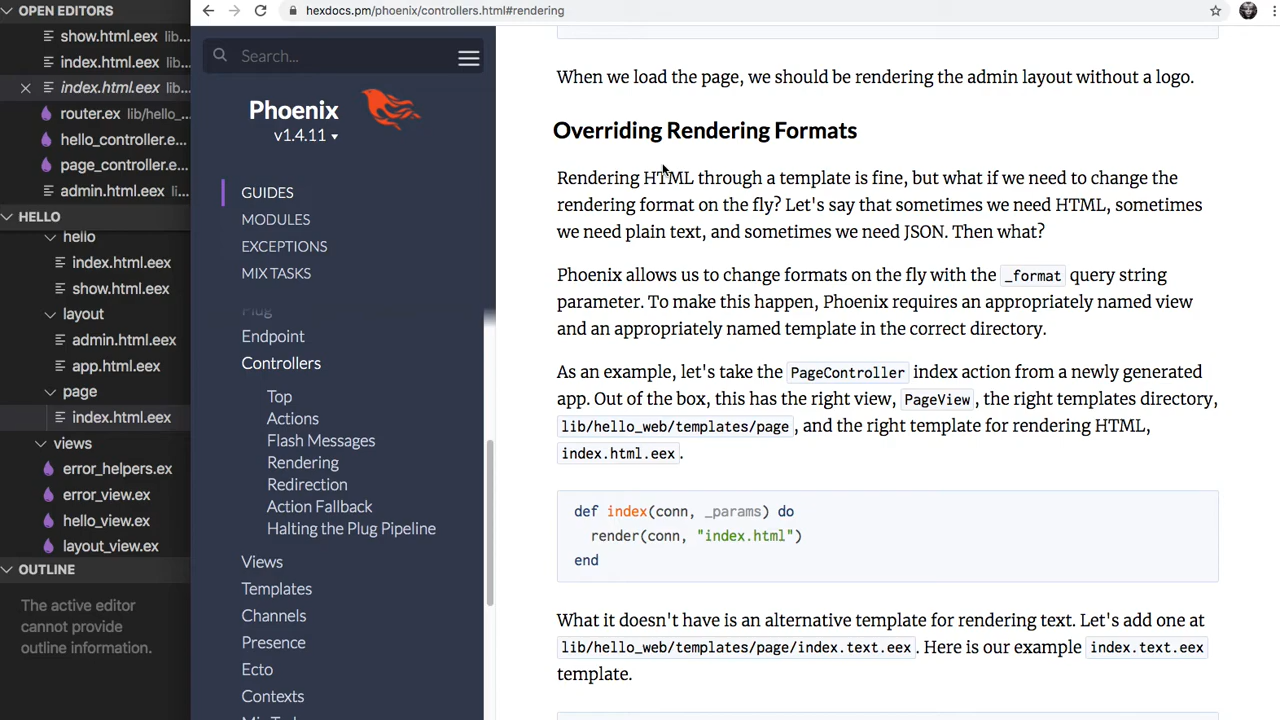 OPEN EDITORS
show.html.eex lib...
index.html.eex lib...
index.html.eex lib...
router.ex lib/hello_...
hello_controller.e...
page_controller.e...
admin.html.eex li...
HELLO
hello
index.html.eex
show.html.eex
layout
admin.html.eex
app.html.eex
page
index.html.eex
views
error_helpers.ex
error_view.ex
hello_view.ex
layout_view.ex
OUTLINE
The active editor
cannot provide
outline information.
hexdocs.pm/phoenix/controllers.html#rendering
Search...
Phoenix
v1.4.11
GUIDES
MODULES
EXCEPTIONS
MIX TASKS
Plug
Endpoint
Controllers
Top
Actions
Flash Messages
Rendering
Redirection
Action Fallback
Halting the Plug Pipeline
Views
Templates
Channels
Presence
Ecto
Contexts
When we load the page, we should be rendering the admin layout without a logo.
Overriding Rendering Formats
Rendering HTML through a template is fine, but what if we need to change the
rendering format on the fly? Let's say that sometimes we need HTML, sometimes
we need plain text, and sometimes we need JSON. Then what?
Phoenix allows us to change formats on the fly with the _format query string
parameter. To make this happen, Phoenix requires an appropriately named view
and an appropriately named template in the correct directory.
As an example, let's take the PageController index action from a newly generated
app. Out of the box, this has the right view, PageView, the right templates directory,
lib/hello_web/templates/page, and the right template for rendering HTML,
index.html.eex.
def index(conn, _params) do
render(conn, "index.html")
end
What it doesn't have is an alternative template for rendering text. Let's add one at
lib/hello_web/templates/page/index.text.eex. Here is our example index.text.eex
template.